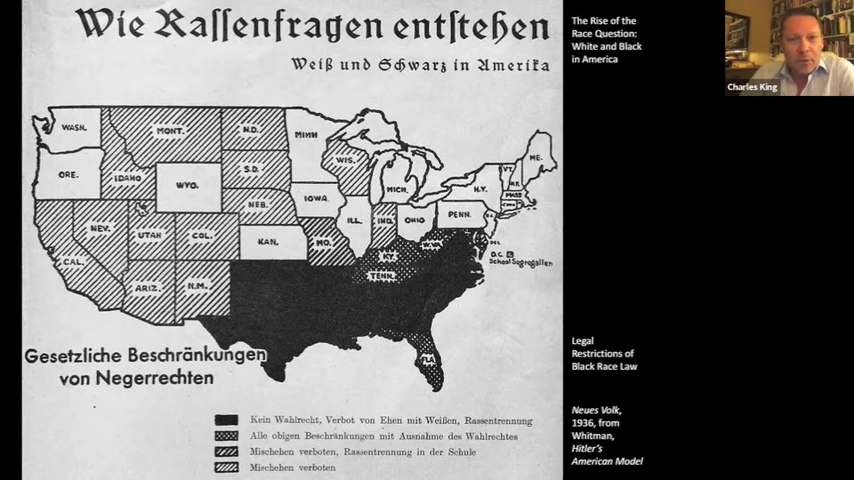 Wie Rassenfragen entstehen
Weiß und Schwarz in Amerika
The Rise of the
Race Question:
White and Black
in America
Charles King
WASH.
MONT.
N.D.
MINN
ORE.
IDAHO
WYO.
S.D.
WIS.
MICH.
N.Y.
VT.
ME.
MASS
CONN
NEB.
IOWA
ILL.
IND.
OHIO
PENN.
NEV.
UTAH
COL.
KAN.
MO.
KY.
W.VA.
DEL
D.C.
School Segregation
CAL.
ARIZ.
N.M.
TENN.
FLA
Gesetzliche Beschränkungen
von Negerrechten
Legal
Restrictions of
Black Race Law
Kein Wahlrecht, Verbot von Ehen mit Weißen, Rassentrennung
Alle obigen Beschränkungen mit Ausnahme des Wahlrechtes
Mischehen verboten, Rassentrennung in der Schule
Mischehen verboten
Neues Volk,
1936, from
Whitman,
Hitler's
American Model